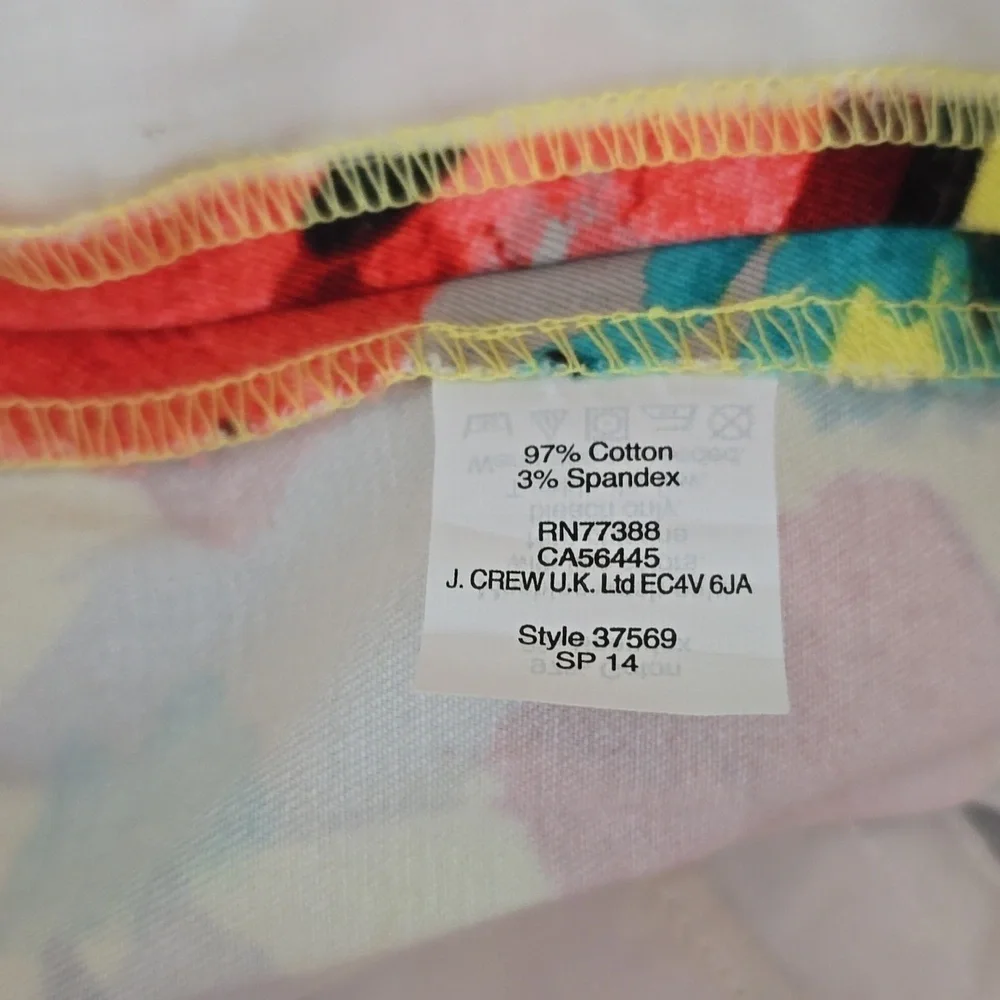 97% Cotton
3% Spandex
RN77388
CA56445
J. CREW U.K. Ltd EC4V 6JA
Style 37569
SP 14